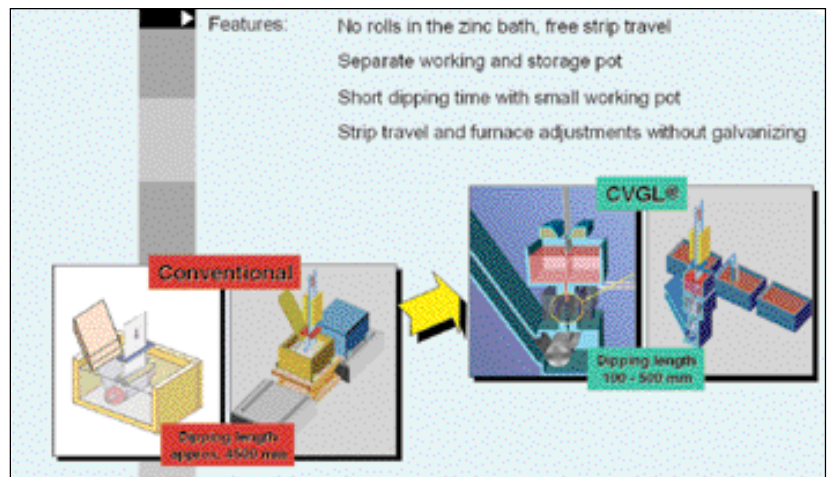 Features: No rolls in the zinc bath, free strip travel
Separate working and storage pot
Short dipping time with small working pot
Strip travel and furnace adjustments without galvanizing
CVGL®
Conventional
Dipping length
100 - 500 mm
Dipping length
approx. 4500 mm